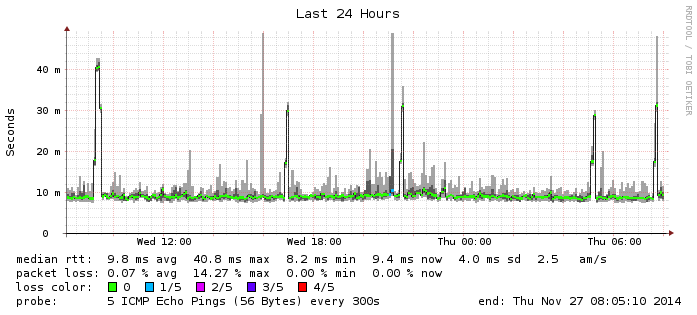 Last 24 Hours
RRDTOOL / TOBI OETIKER
Seconds
40 m
30 m
20 m
10 m
0
Wed 12:00 Wed 18:00 Thu 00:00 Thu 06:00
median rtt: 9.8 ms avg 40.8 ms max 8.2 ms min 9.4 ms now 4.0 ms sd 2.5 am/s
packet loss: 0.07 % avg 14.27 % max 0.00 % min 0.00 % now
loss color: 0 1/5 2/5 3/5 4/5
probe: 5 ICMP Echo Pings (56 Bytes) every 300s end: Thu Nov 27 08:05:10 2014